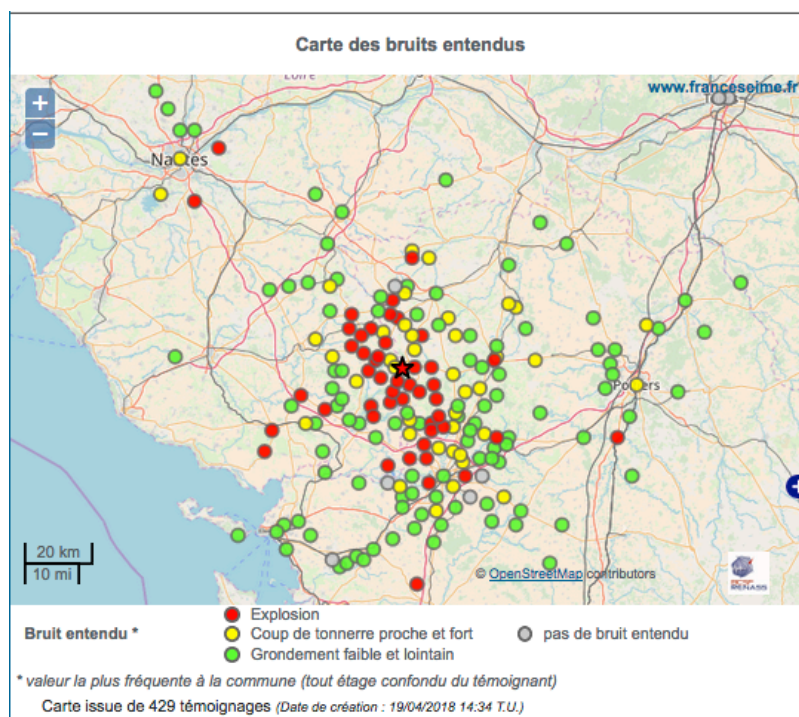 Carte des bruits entendus
Loire
www.franceseisme.fr
+
−
Nantes
Poitiers
20 km
10 mi
© OpenStreetMap contributors
RENASS
Bruit entendu *
Explosion
Coup de tonnerre proche et fort
pas de bruit entendu
Grondement faible et lointain
* valeur la plus fréquente à la commune (tout étage confondu du témoignant)
Carte issue de 429 témoignages (Date de création : 19/04/2018 14:34 T.U.)